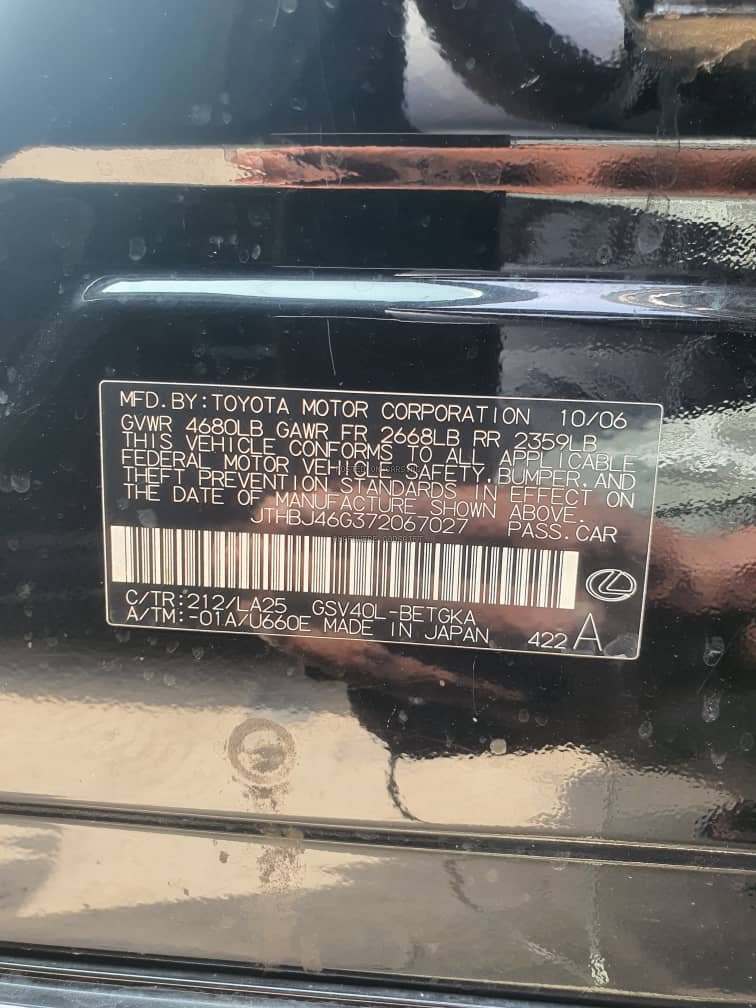 MFD.BY:TOYOTA MOTOR CORPORATION 10/06
GVWR 4680LB GAWR FR 2668LB RR 2359LB
THIS VEHICLE CONFORMS TO ALL APPLICABLE
FEDERAL MOTOR VEHICLE SAFETY,BUMPER,AND
THEFT PREVENTION STANDARDS IN EFFECT ON
THE DATE OF MANUFACTURE SHOWN ABOVE.
JTHBJ46G372067027 PASS.CAR
C/TR:212/LA25 GSV40L-BETGKA
A/TM:-01A/U660E MADE IN JAPAN 422 A